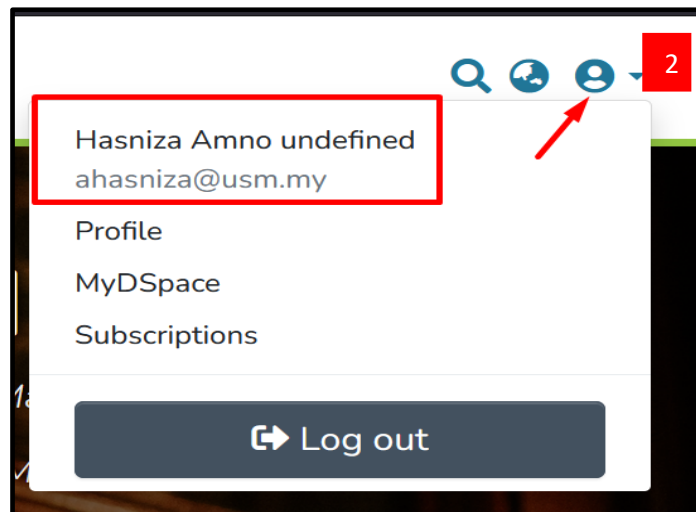 2
Hasniza Amno undefined
ahasniza@usm.my
Profile
MyDSpace
Subscriptions
Log out